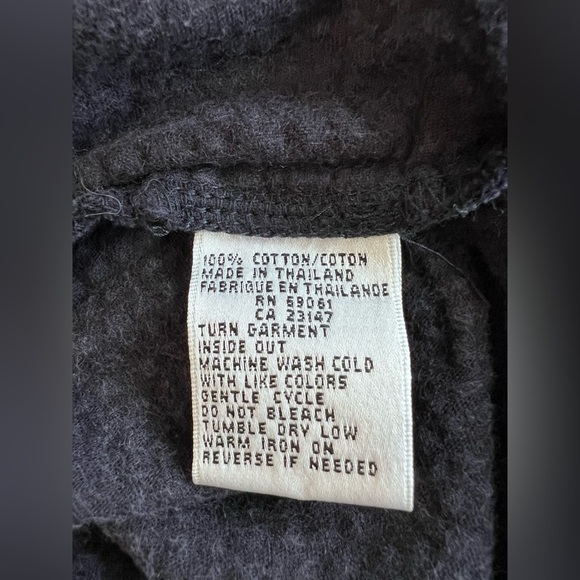 100% COTTON/COTON
MADE IN THAILAND
FABRIQUE EN THAILANDE
RN 69061
CA 23147
TURN GARMENT
INSIDE OUT
MACHINE WASH COLD
WITH LIKE COLORS
GENTLE CYCLE
DO NOT BLEACH
TUMBLE DRY LOW
WARM IRON ON
REVERSE IF NEEDED